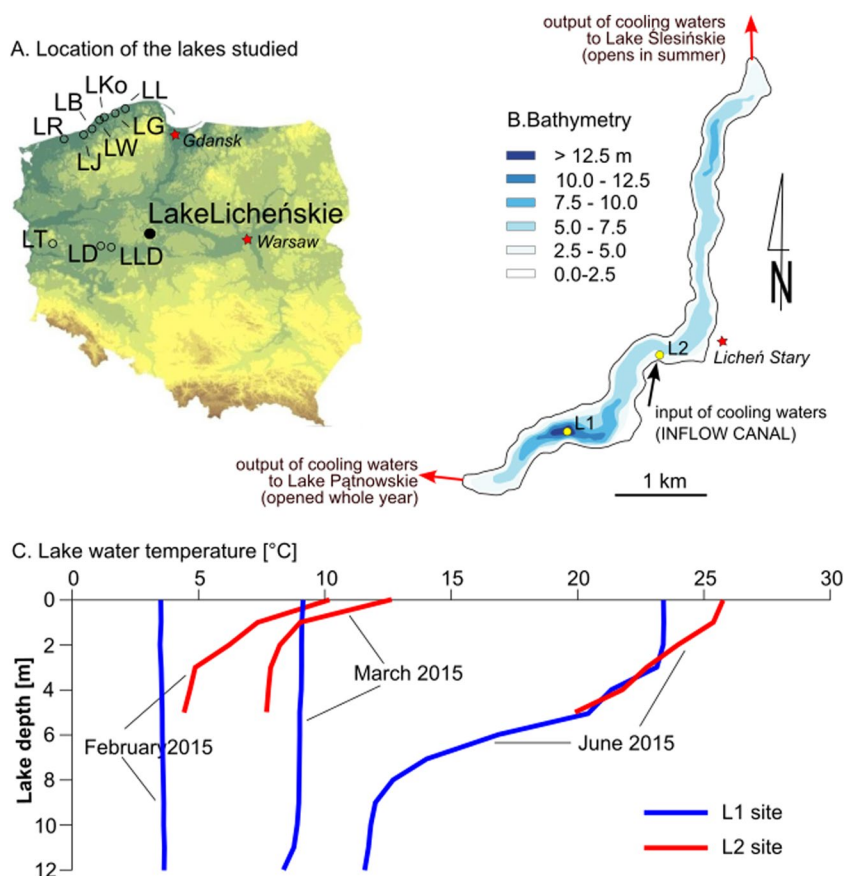 A. Location of the lakes studied
LKo
LL
LB
LR
LG
LW
LJ
Gdansk
LakeLicheńskie
LT
LD
LLD
Warsaw
output of cooling waters
to Lake Ślesińskie
(opens in summer)
B.Bathymetry
> 12.5 m
10.0 - 12.5
7.5 - 10.0
5.0 - 7.5
2.5 - 5.0
0.0-2.5
N
L2
Licheń Stary
L1
input of cooling waters
(INFLOW CANAL)
output of cooling waters
to Lake Pątnowskie
(opened whole year)
1 km
C. Lake water temperature [°C]
0 5 10 15 20 25 30
Lake depth [m]
0
2
4
6
8
10
12
March 2015
February2015
June 2015
L1 site
L2 site